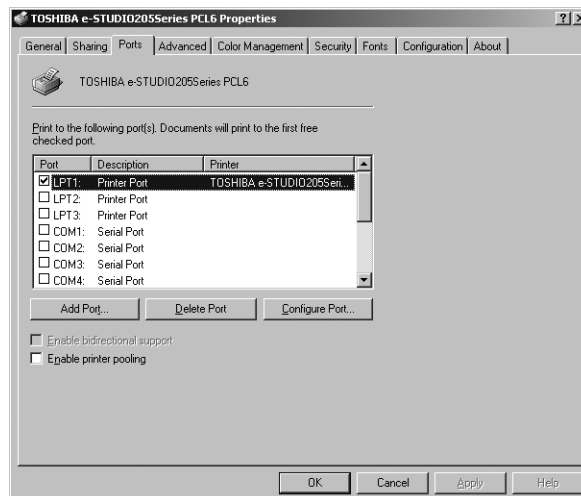 TOSHIBA e-STUDIO205Series PCL6 Properties
General Sharing Ports Advanced Color Management Security Fonts Configuration About
TOSHIBA e-STUDIO205Series PCL6
Print to the following port(s). Documents will print to the first free
checked port.
Port Description Printer
LPT1: Printer Port TOSHIBA e-STUDIO205Seri...
LPT2: Printer Port
LPT3: Printer Port
COM1: Serial Port
COM2: Serial Port
COM3: Serial Port
COM4: Serial Port
Add Port... Delete Port Configure Port...
Enable bidirectional support
Enable printer pooling
OK Cancel Apply Help